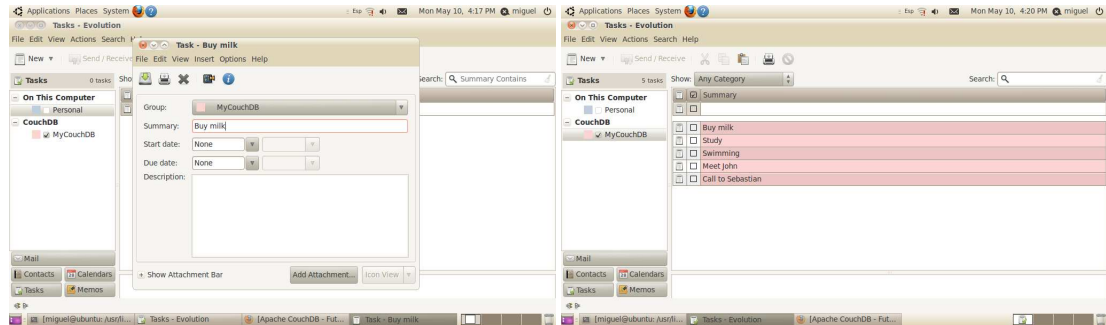 Applications Places System
Esp
Mon May 10, 4:17 PM
miguel
Tasks - Evolution
File Edit View Actions Search
New
Send / Receive
Tasks
0 tasks
Search:
Summary Contains
On This Computer
Personal
CouchDB
MyCouchDB
Task - Buy milk
File Edit View Insert Options Help
Group:
MyCouchDB
Summary:
Buy milk
Start date:
None
Due date:
None
Description:
Show Attachment Bar
Add Attachment...
Icon View
Mail
Contacts
Calendars
Tasks
Memos
[miguel@ubuntu: /usr/li...
Tasks - Evolution
[Apache CouchDB - Fut...
Task - Buy milk
Applications Places System
Esp
Mon May 10, 4:20 PM
miguel
Tasks - Evolution
File Edit View Actions Search Help
New
Send / Receive
Tasks
5 tasks
Show:
Any Category
Search:
On This Computer
Personal
CouchDB
MyCouchDB
Summary
Buy milk
Study
Swimming
Meet John
Call to Sebastian
Mail
Contacts
Calendars
Tasks
Memos
[miguel@ubuntu: /usr/li...
Tasks - Evolution
[Apache CouchDB - Fut...